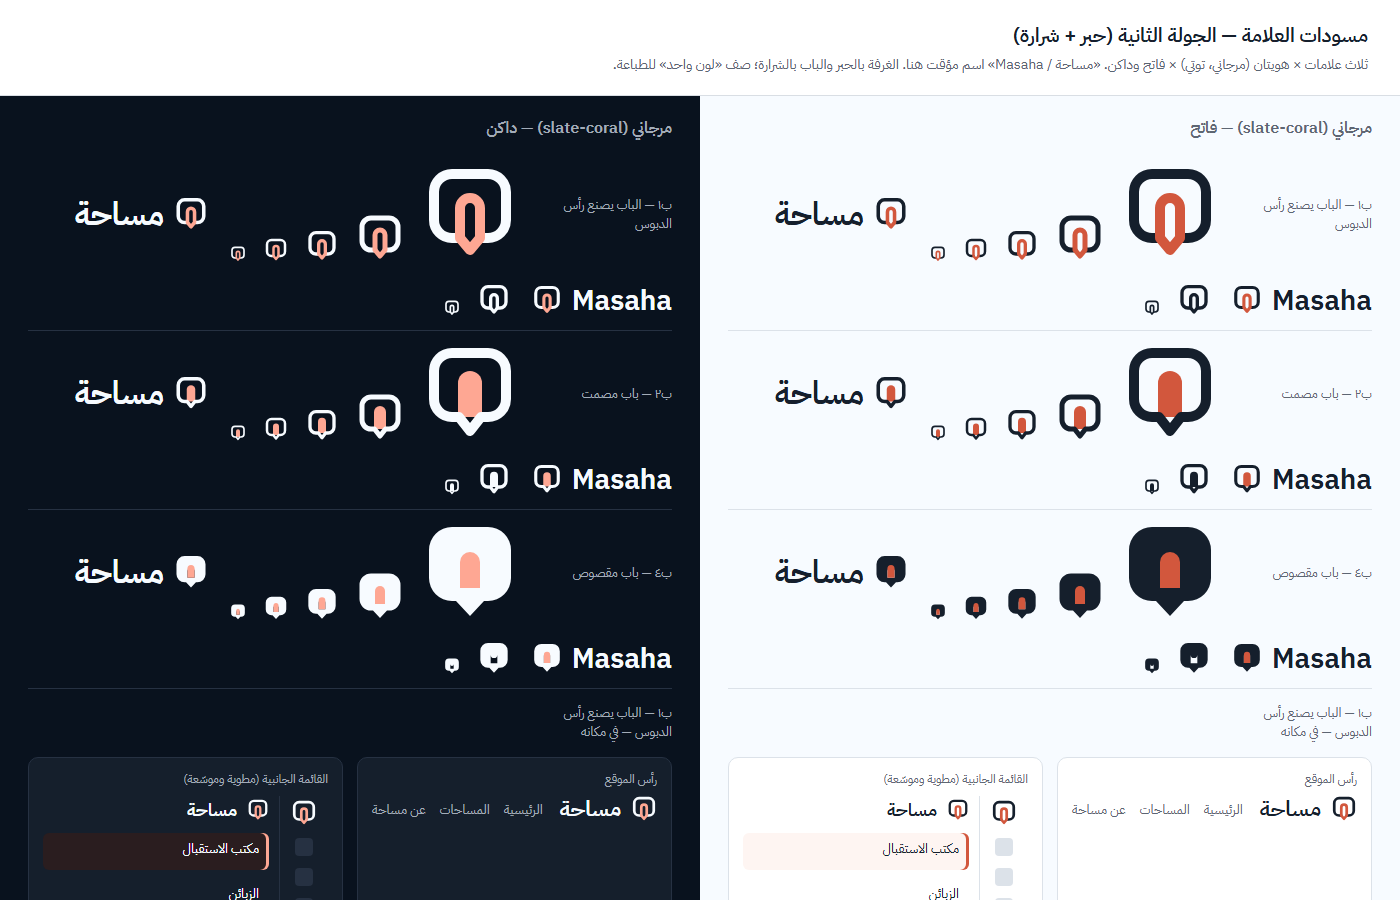 مسودات العلامة — الجولة الثانية (حبر + شرارة)
ثلاث علامات × هويتان (مرجاني، توتي) × فاتح وداكن. «مساحة / Masaha» اسم مؤقت هنا. الغرفة بالحبر والباب بالشرارة؛ صف «لون واحد» للطباعة.
مرجاني (slate-coral) — فاتح
ب١ — الباب يصنع رأس
الدبوس
مساحة
Masaha
ب٢ — باب مصمت
مساحة
Masaha
ب٤ — باب مقصوص
مساحة
Masaha
ب١ — الباب يصنع رأس
الدبوس — في مكانه
رأس الموقع
مساحة الرئيسية المساحات عن مساحة
القائمة الجانبية (مطوية وموسّعة)
مساحة
مكتب الاستقبال
الزبائن
مرجاني (slate-coral) — داكن
ب١ — الباب يصنع رأس
الدبوس
مساحة
Masaha
ب٢ — باب مصمت
مساحة
Masaha
ب٤ — باب مقصوص
مساحة
Masaha
ب١ — الباب يصنع رأس
الدبوس — في مكانه
رأس الموقع
مساحة الرئيسية المساحات عن مساحة
القائمة الجانبية (مطوية وموسّعة)
مساحة
مكتب الاستقبال
الزبائن